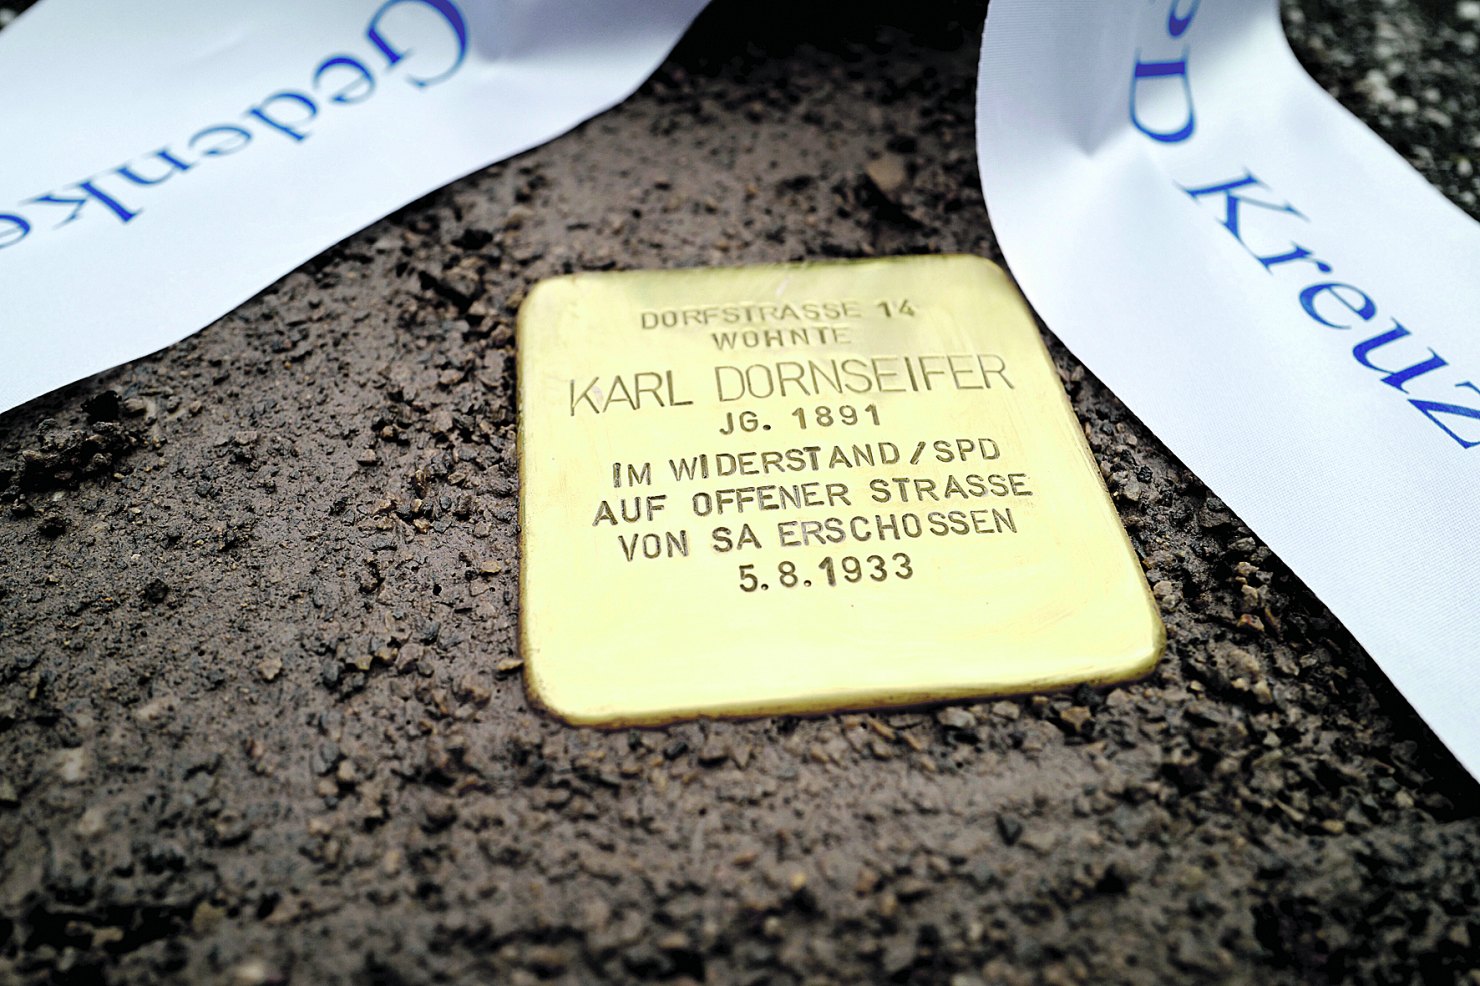 Gedenke
PD Kreuz
DORFSTRASSE 14
WOHNTE
KARL DORNSEIFER
JG. 1891
IM WIDERSTAND/SPD
AUF OFFENER STRASSE
VON SA ERSCHOSSEN
5.8.1933